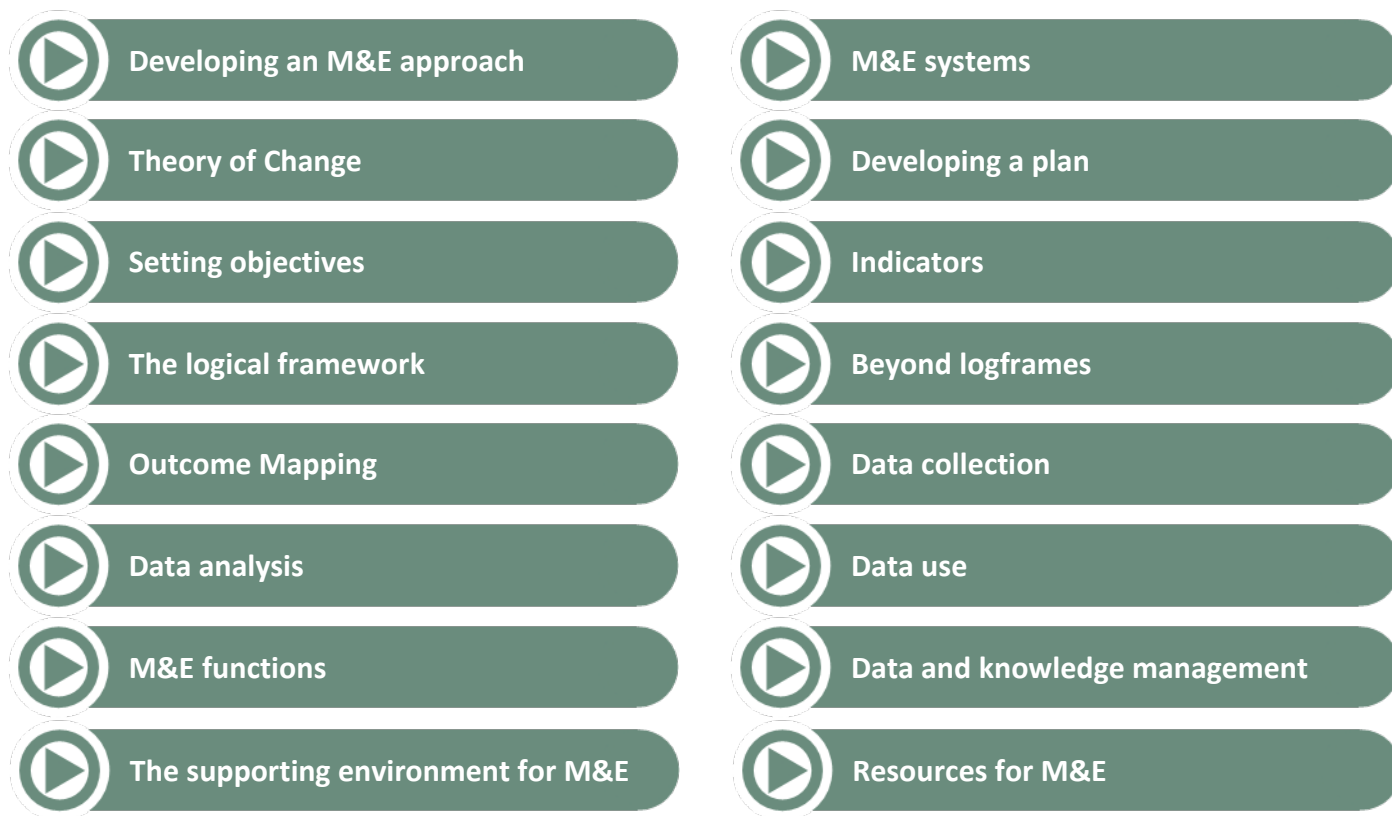 Developing an M&E approach
M&E systems
Theory of Change
Developing a plan
Setting objectives
Indicators
The logical framework
Beyond logframes
Outcome Mapping
Data collection
Data analysis
Data use
M&E functions
Data and knowledge management
The supporting environment for M&E
Resources for M&E